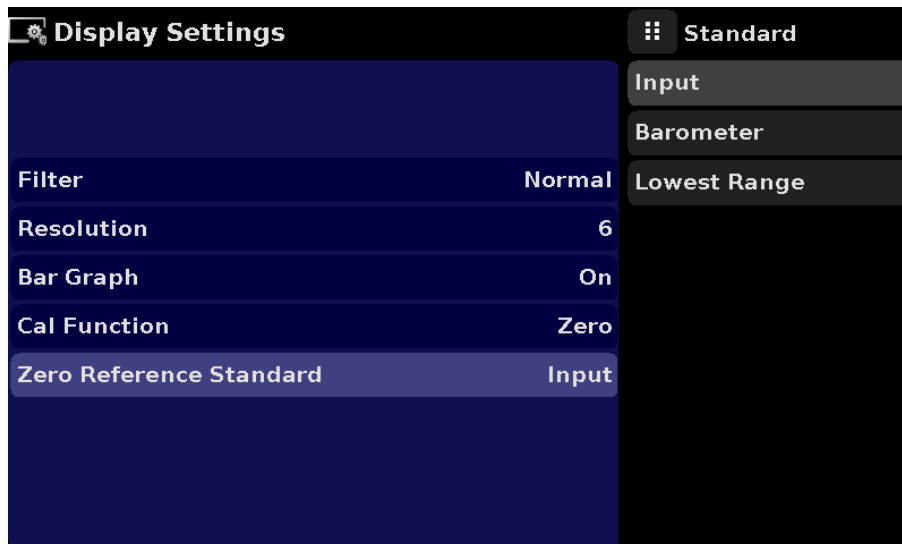 Display Settings
Filter Normal
Resolution 6
Bar Graph On
Cal Function Zero
Zero Reference Standard Input
Standard
Input
Barometer
Lowest Range